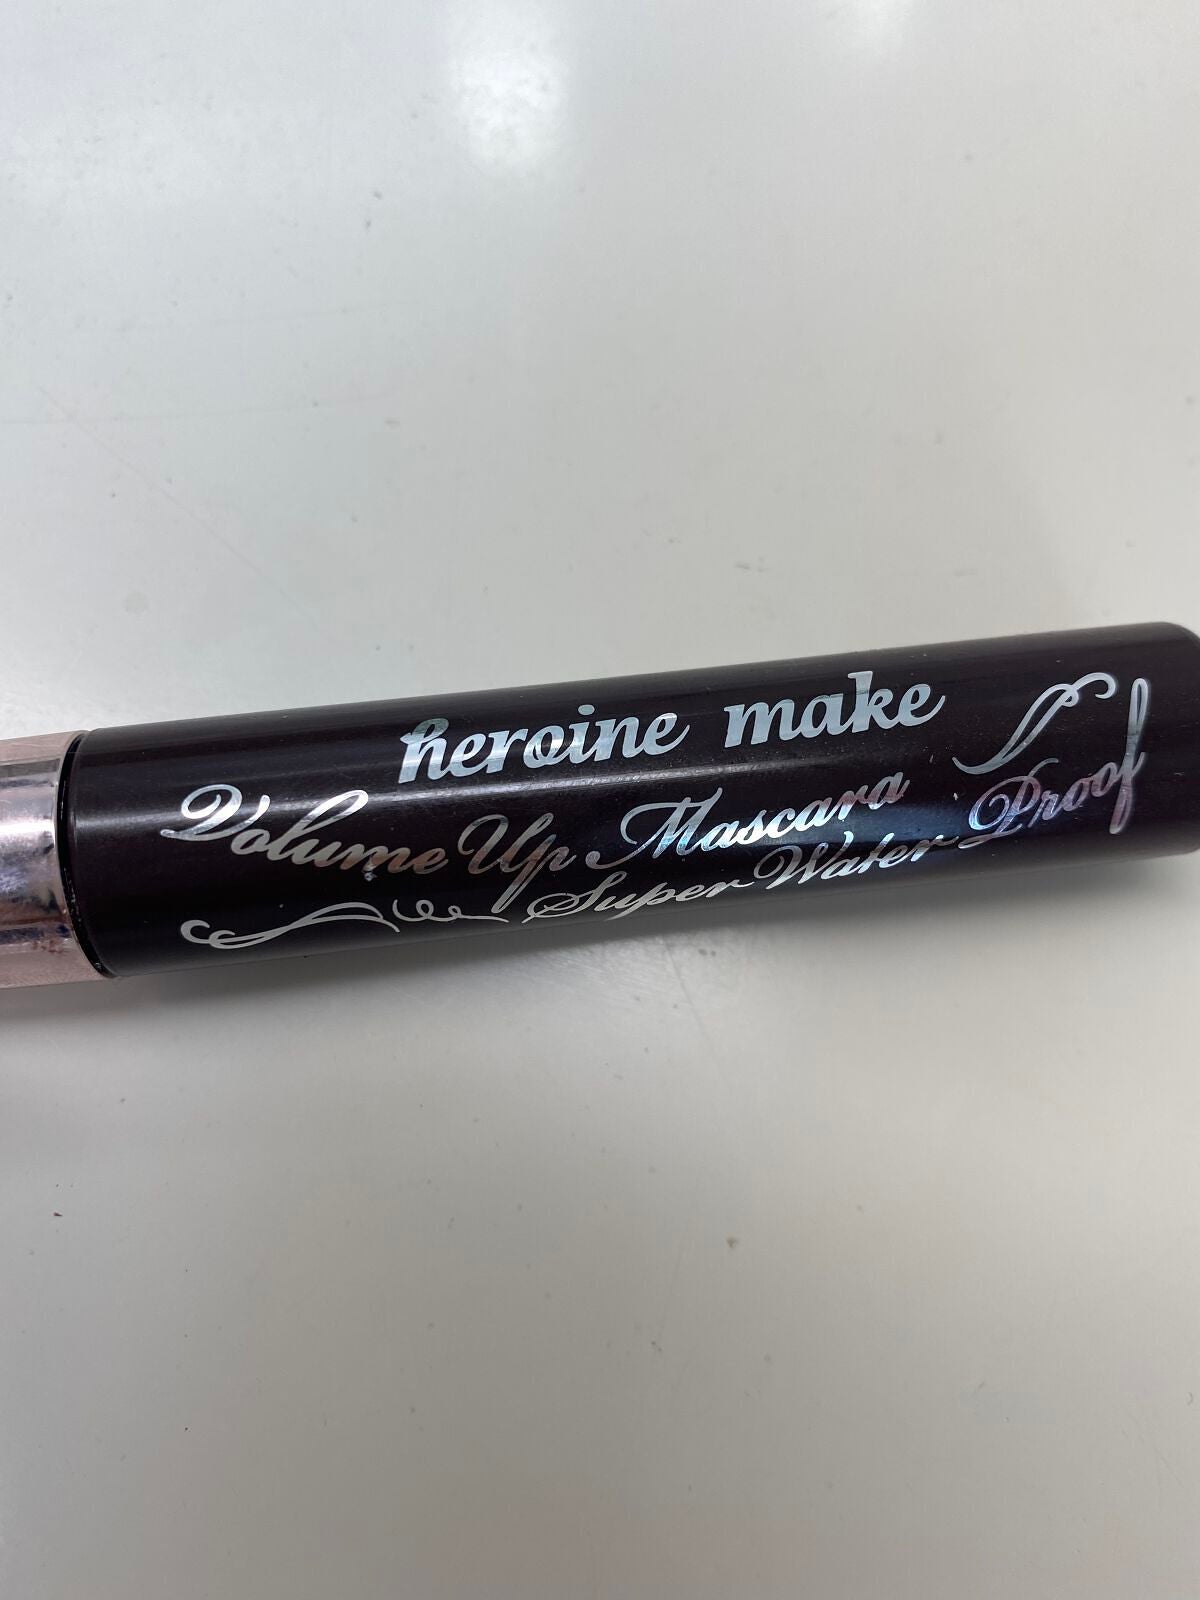 heroine make
Volume Up Mascara
Super Water Proof